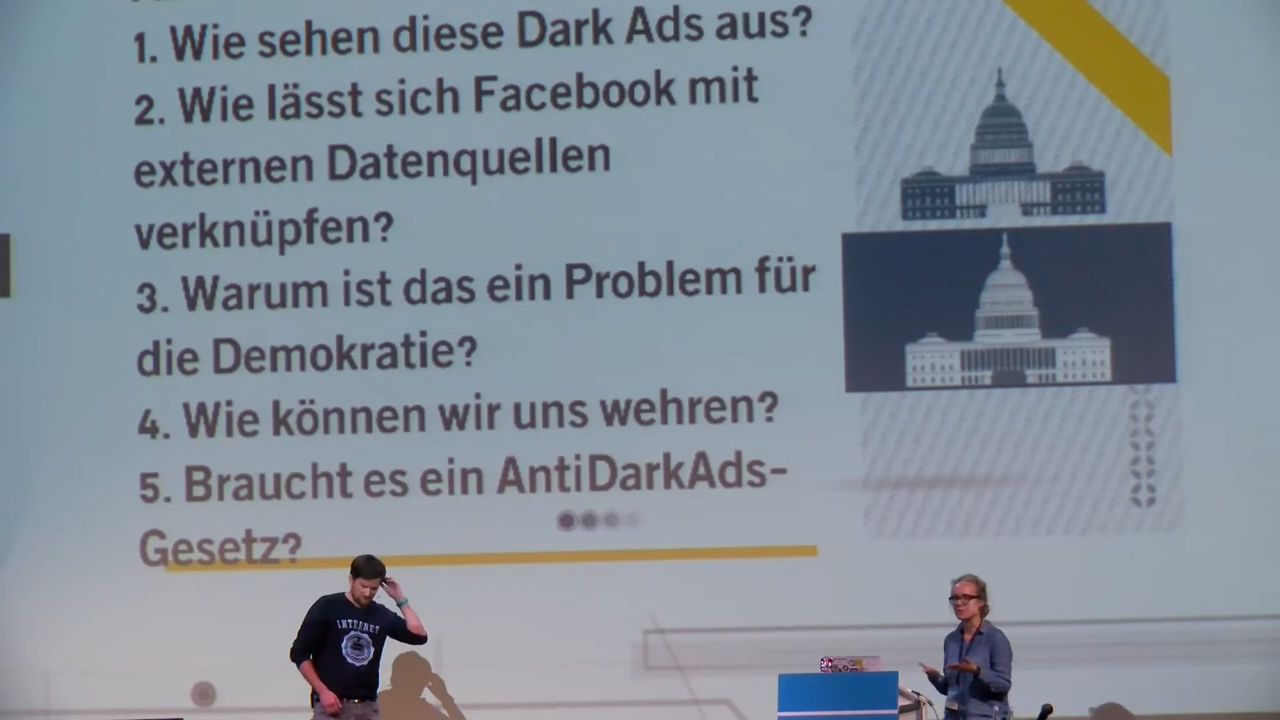 1. Wie sehen diese Dark Ads aus?
2. Wie lässt sich Facebook mit
externen Datenquellen
verknüpfen?
3. Warum ist das ein Problem für
die Demokratie?
4. Wie können wir uns wehren?
5. Braucht es ein AntiDarkAds-
Gesetz?
INTERNET